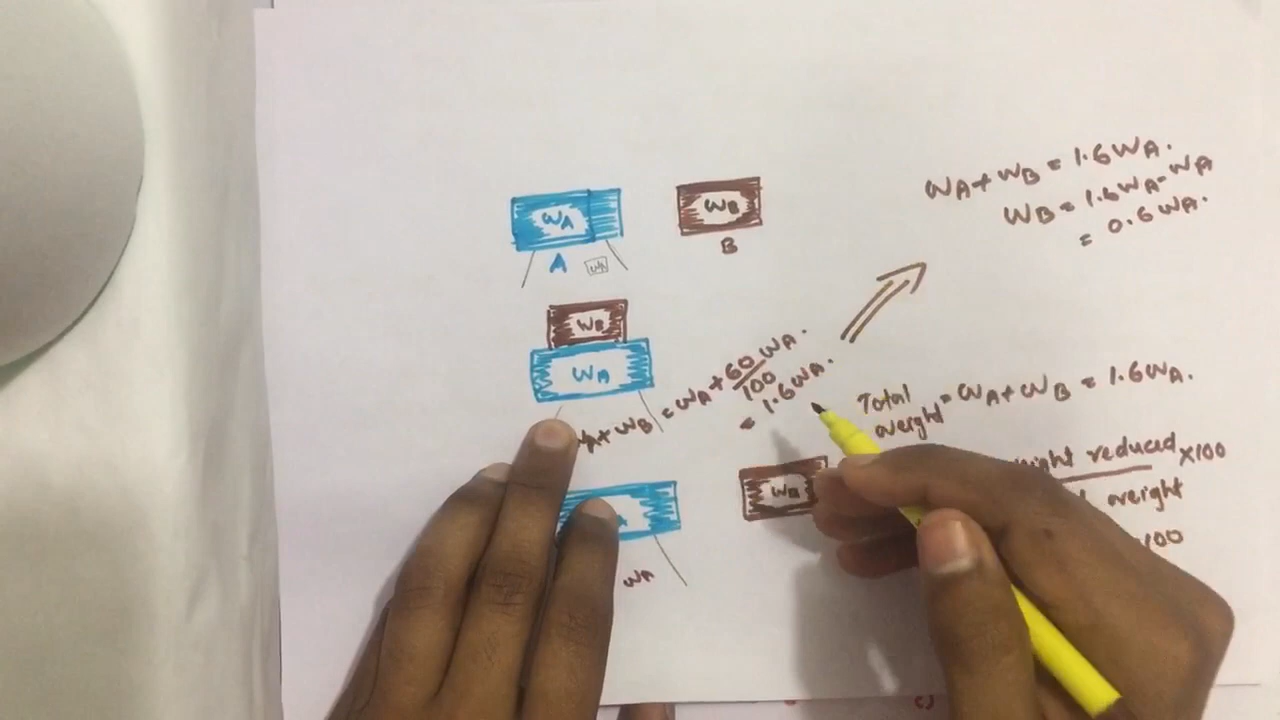 WA
WB
A
WA
B
WB
WA
WA + WB = 1.6WA.
WB = 1.6WA - WA
= 0.6WA.
+ WB = WA + 60/100 WA.
= 1.6WA.
Total weight = WA + WB = 1.6WA.
reduced x100
weight
x100
WB
WA
c)